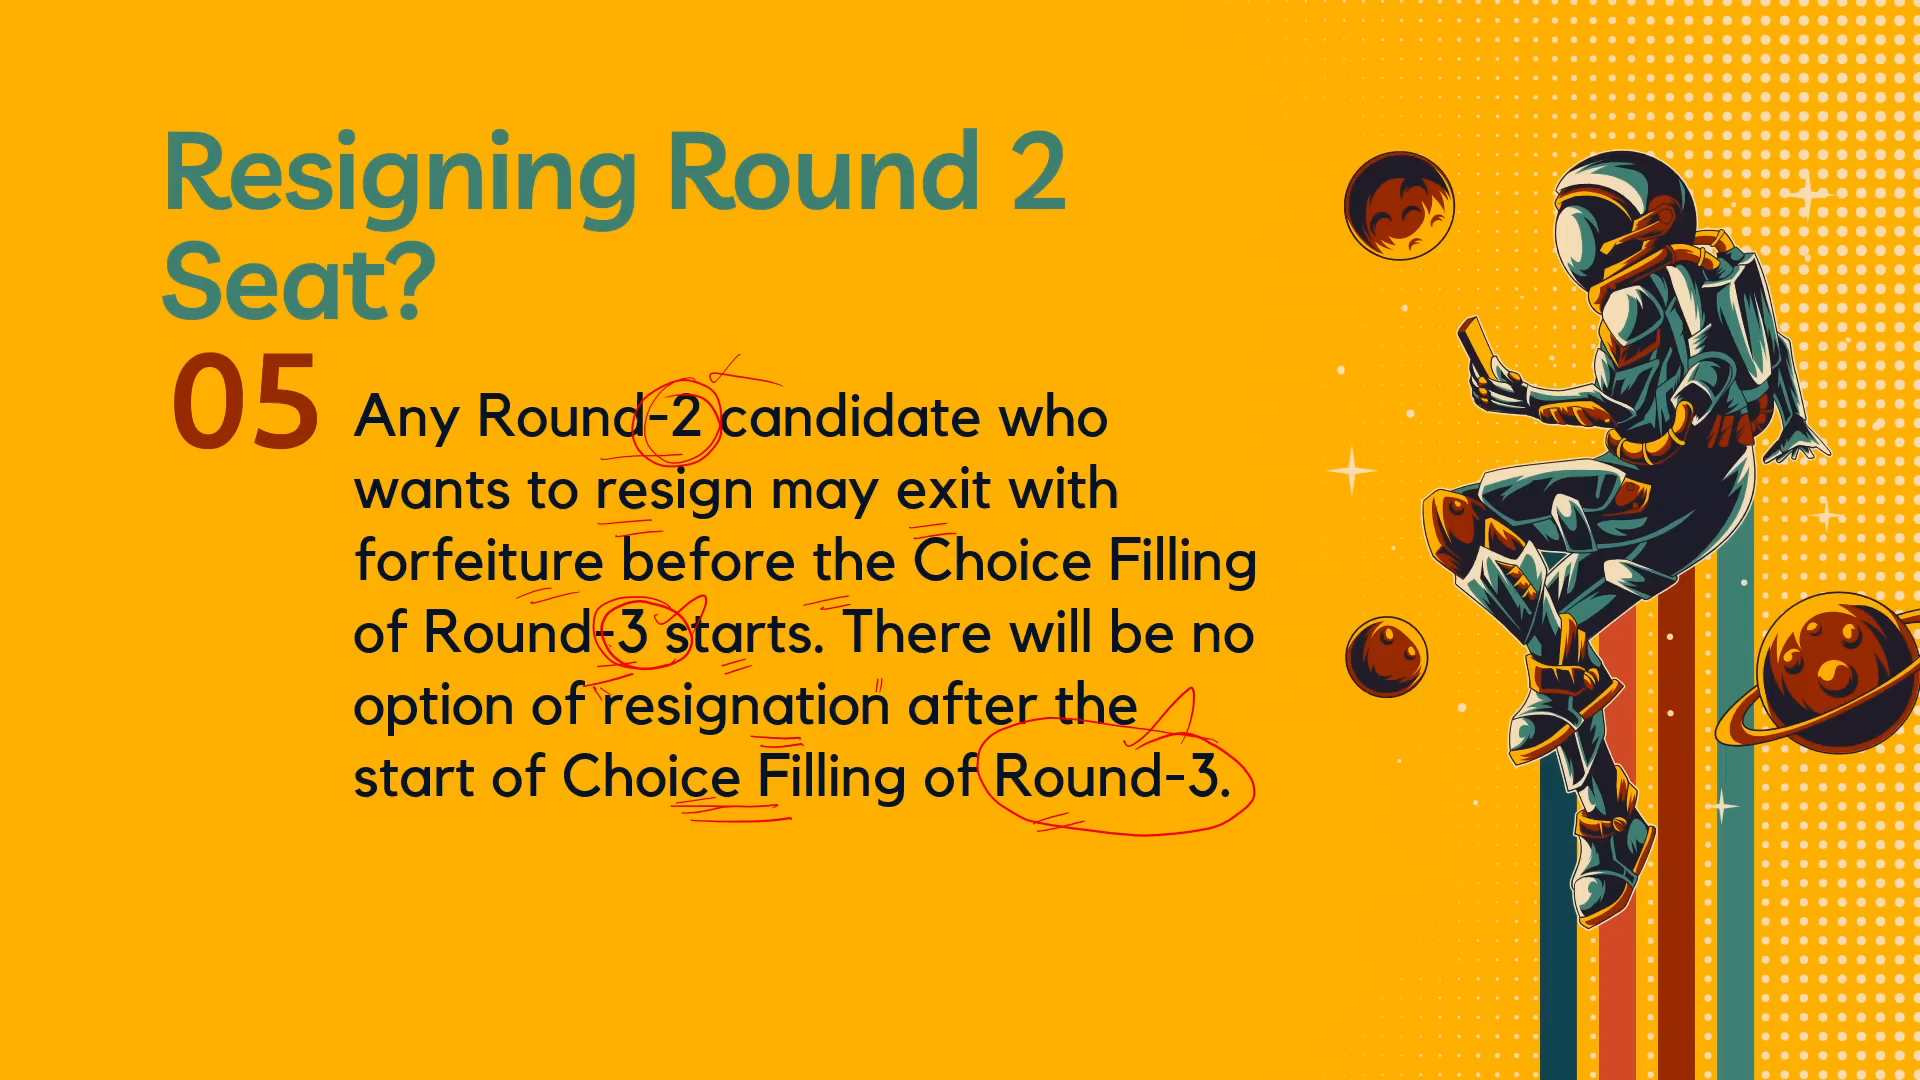 Resigning Round 2
Seat?
05
Any Round-2 candidate who
wants to resign may exit with
forfeiture before the Choice Filling
of Round-3 starts. There will be no
option of resignation after the
start of Choice Filling of Round-3.